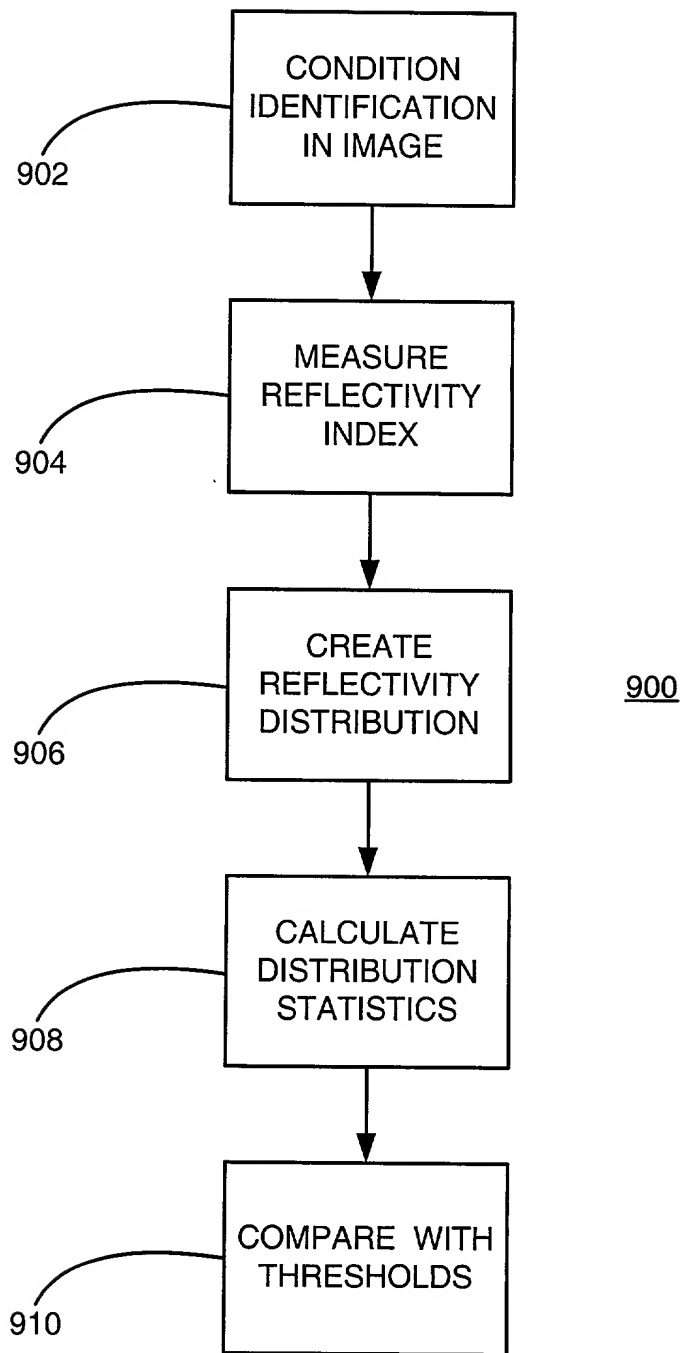 CONDITION
IDENTIFICATION
IN IMAGE
902
MEASURE
REFLECTIVITY
INDEX
904
CREATE
REFLECTIVITY
DISTRIBUTION
900
906
CALCULATE
DISTRIBUTION
STATISTICS
908
COMPARE WITH
THRESHOLDS
910